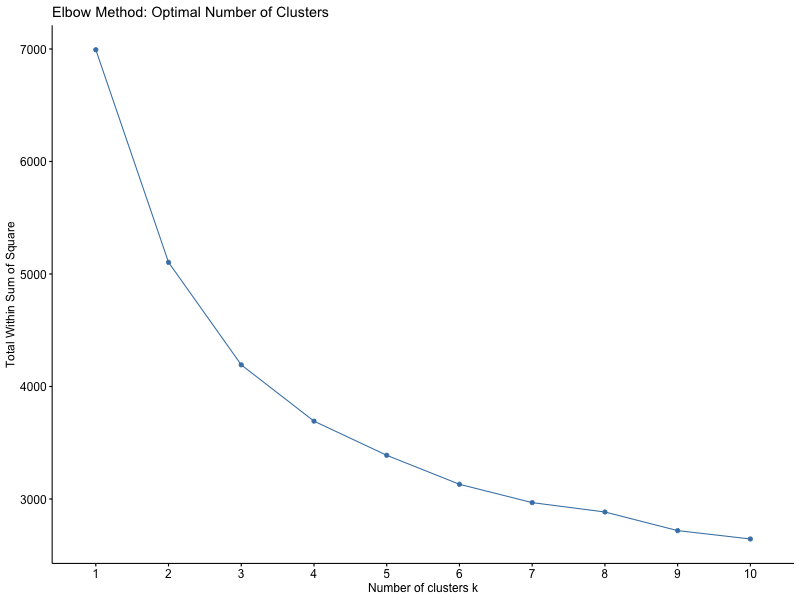 Elbow Method: Optimal Number of Clusters
Total Within Sum of Square
7000
6000
5000
4000
3000
1 2 3 4 5 6 7 8 9 10
Number of clusters k